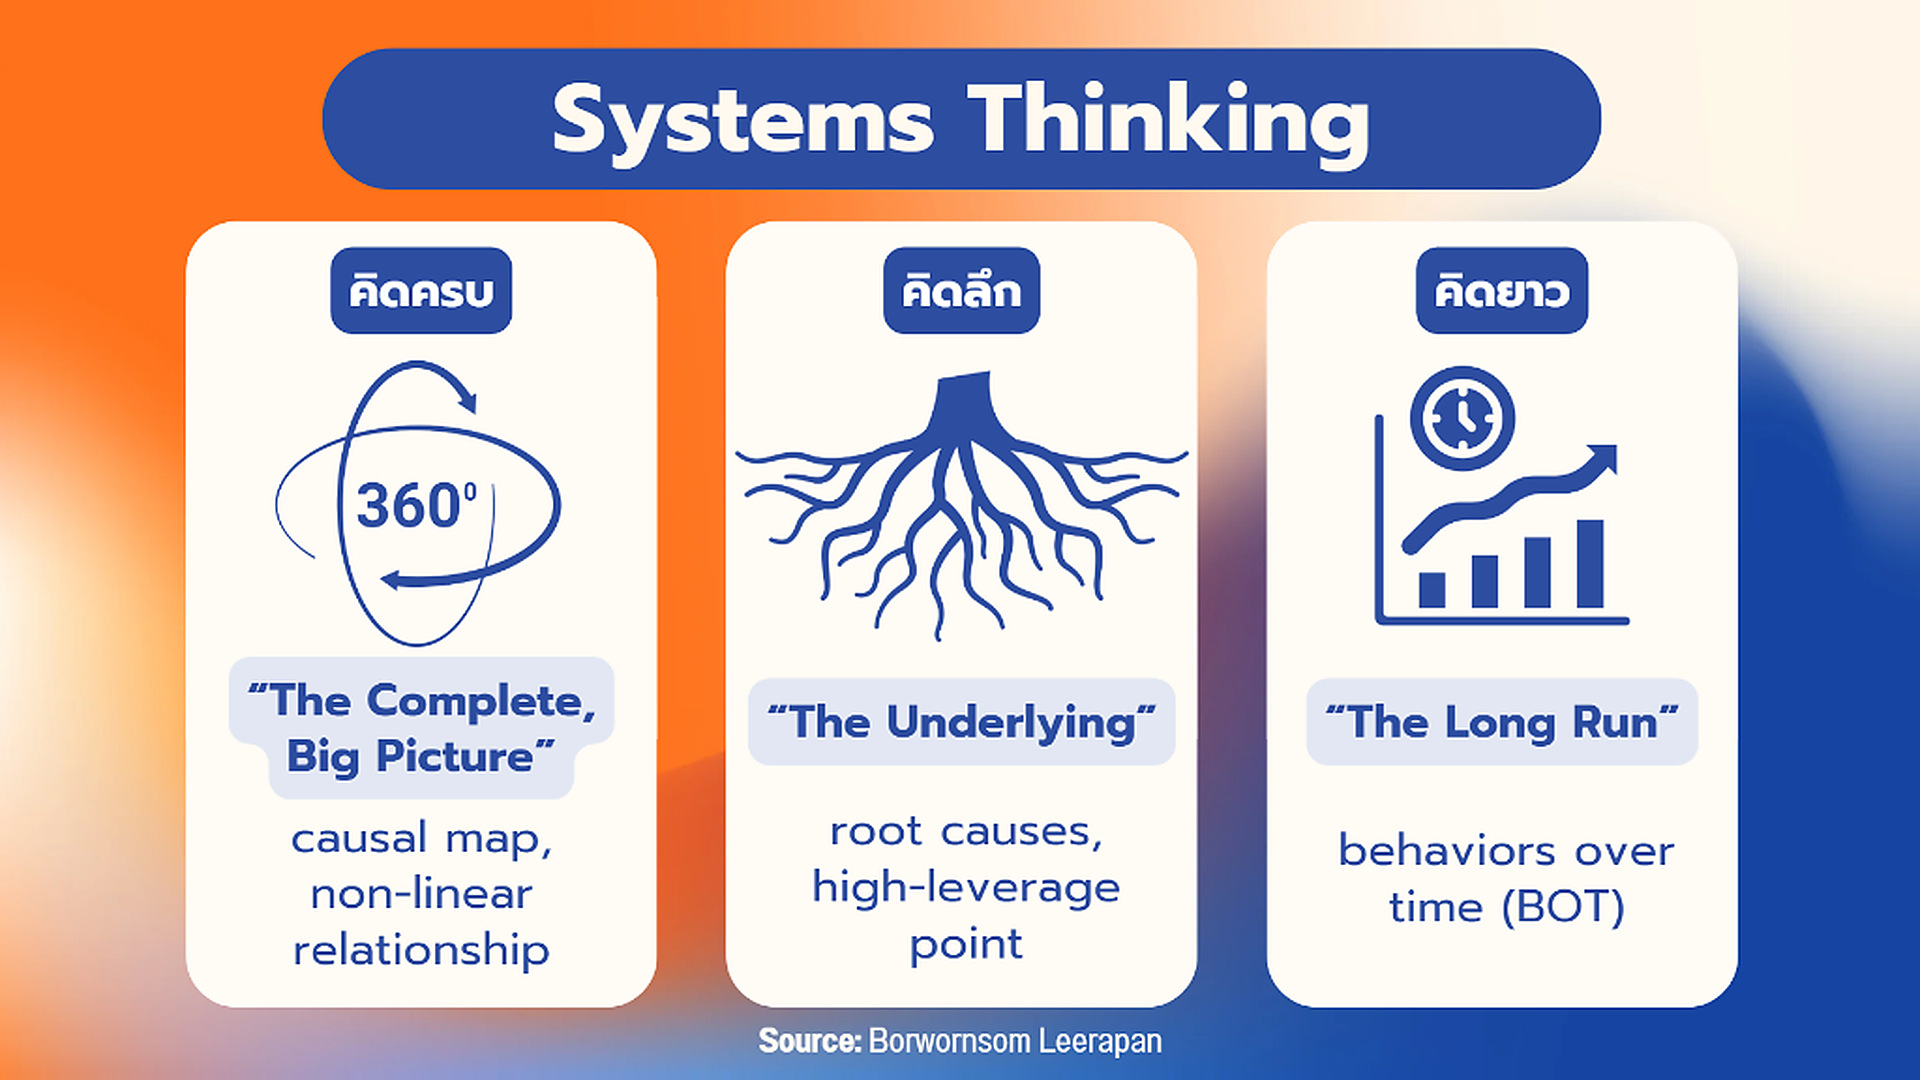 Systems Thinking
คิดครบ
360⁰
“The Complete,
Big Picture”
causal map,
non-linear
relationship
คิดลึก
“The Underlying”
root causes,
high-leverage
point
คิดยาว
“The Long Run”
behaviors over
time (BOT)
Source: Borwornsom Leerapan